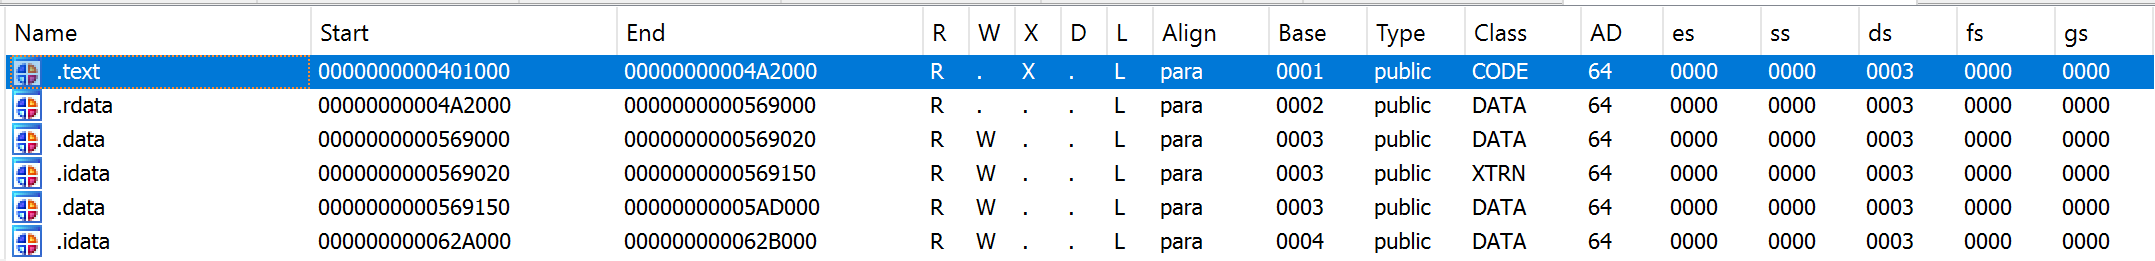 Name Start End R W X D L Align Base Type Class AD es ss ds fs gs
.text 0000000000401000 00000000004A2000 R . X . L para 0001 public CODE 64 0000 0000 0003 0000 0000
.rdata 00000000004A2000 0000000000569000 R . . . L para 0002 public DATA 64 0000 0000 0003 0000 0000
.data 0000000000569000 0000000000569020 R W . . L para 0003 public DATA 64 0000 0000 0003 0000 0000
.idata 0000000000569020 0000000000569150 R W . . L para 0003 public XTRN 64 0000 0000 0003 0000 0000
.data 0000000000569150 00000000005AD000 R W . . L para 0003 public DATA 64 0000 0000 0003 0000 0000
.idata 000000000062A000 000000000062B000 R W . . L para 0004 public DATA 64 0000 0000 0003 0000 0000